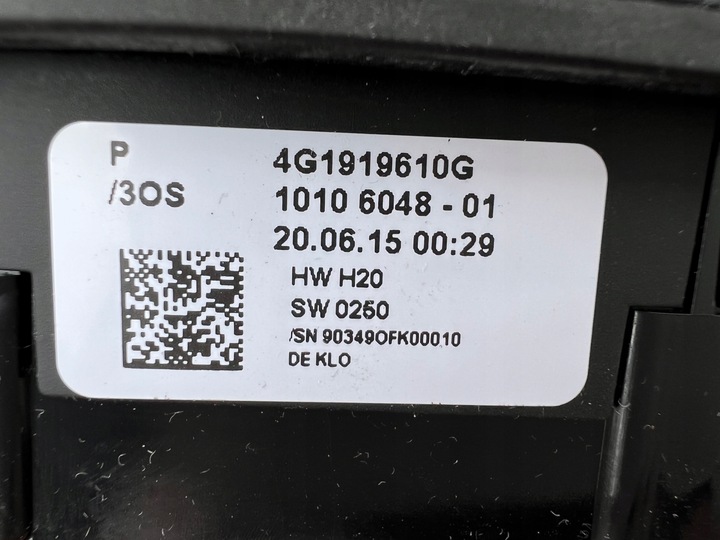 P 4G1919610G
/3OS 1010 6048 - 01
20.06.15 00:29
HW H20
SW 0250
/SN 90349OFK00010
DE KLO